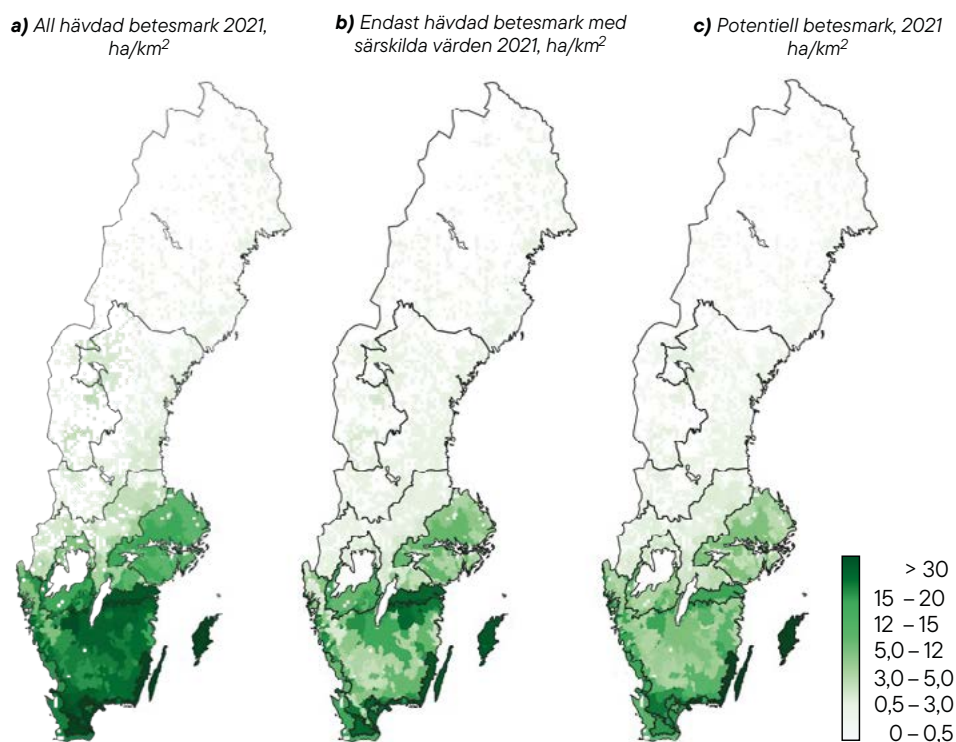 a) All hävdad betesmark 2021,
ha/km²
b) Endast hävdad betesmark med
särskilda värden 2021, ha/km²
c) Potentiell betesmark, 2021
ha/km²
> 30
15 – 20
12 – 15
5,0 – 12
3,0 – 5,0
0,5 – 3,0
0 – 0,5